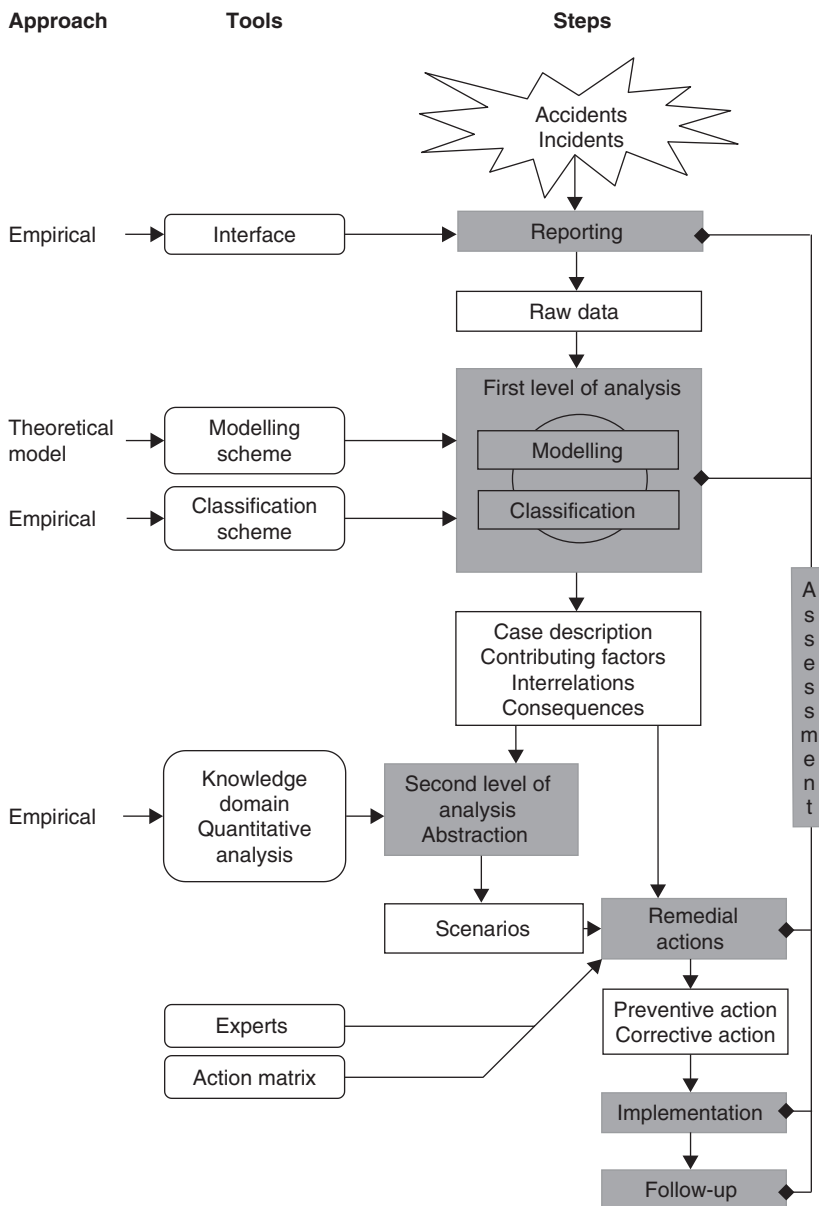 Approach
Tools
Steps
Accidents
Incidents
Empirical
Interface
Reporting
Raw data
First level of analysis
Theoretical
model
Modelling
scheme
Modelling
Empirical
Classification
scheme
Classification
Case description
Contributing factors
Interrelations
Consequences
Empirical
Knowledge
domain
Quantitative
analysis
Second level of
analysis
Abstraction
Scenarios
Remedial
actions
Experts
Action matrix
Preventive action
Corrective action
Implementation
Follow-up
Assessment